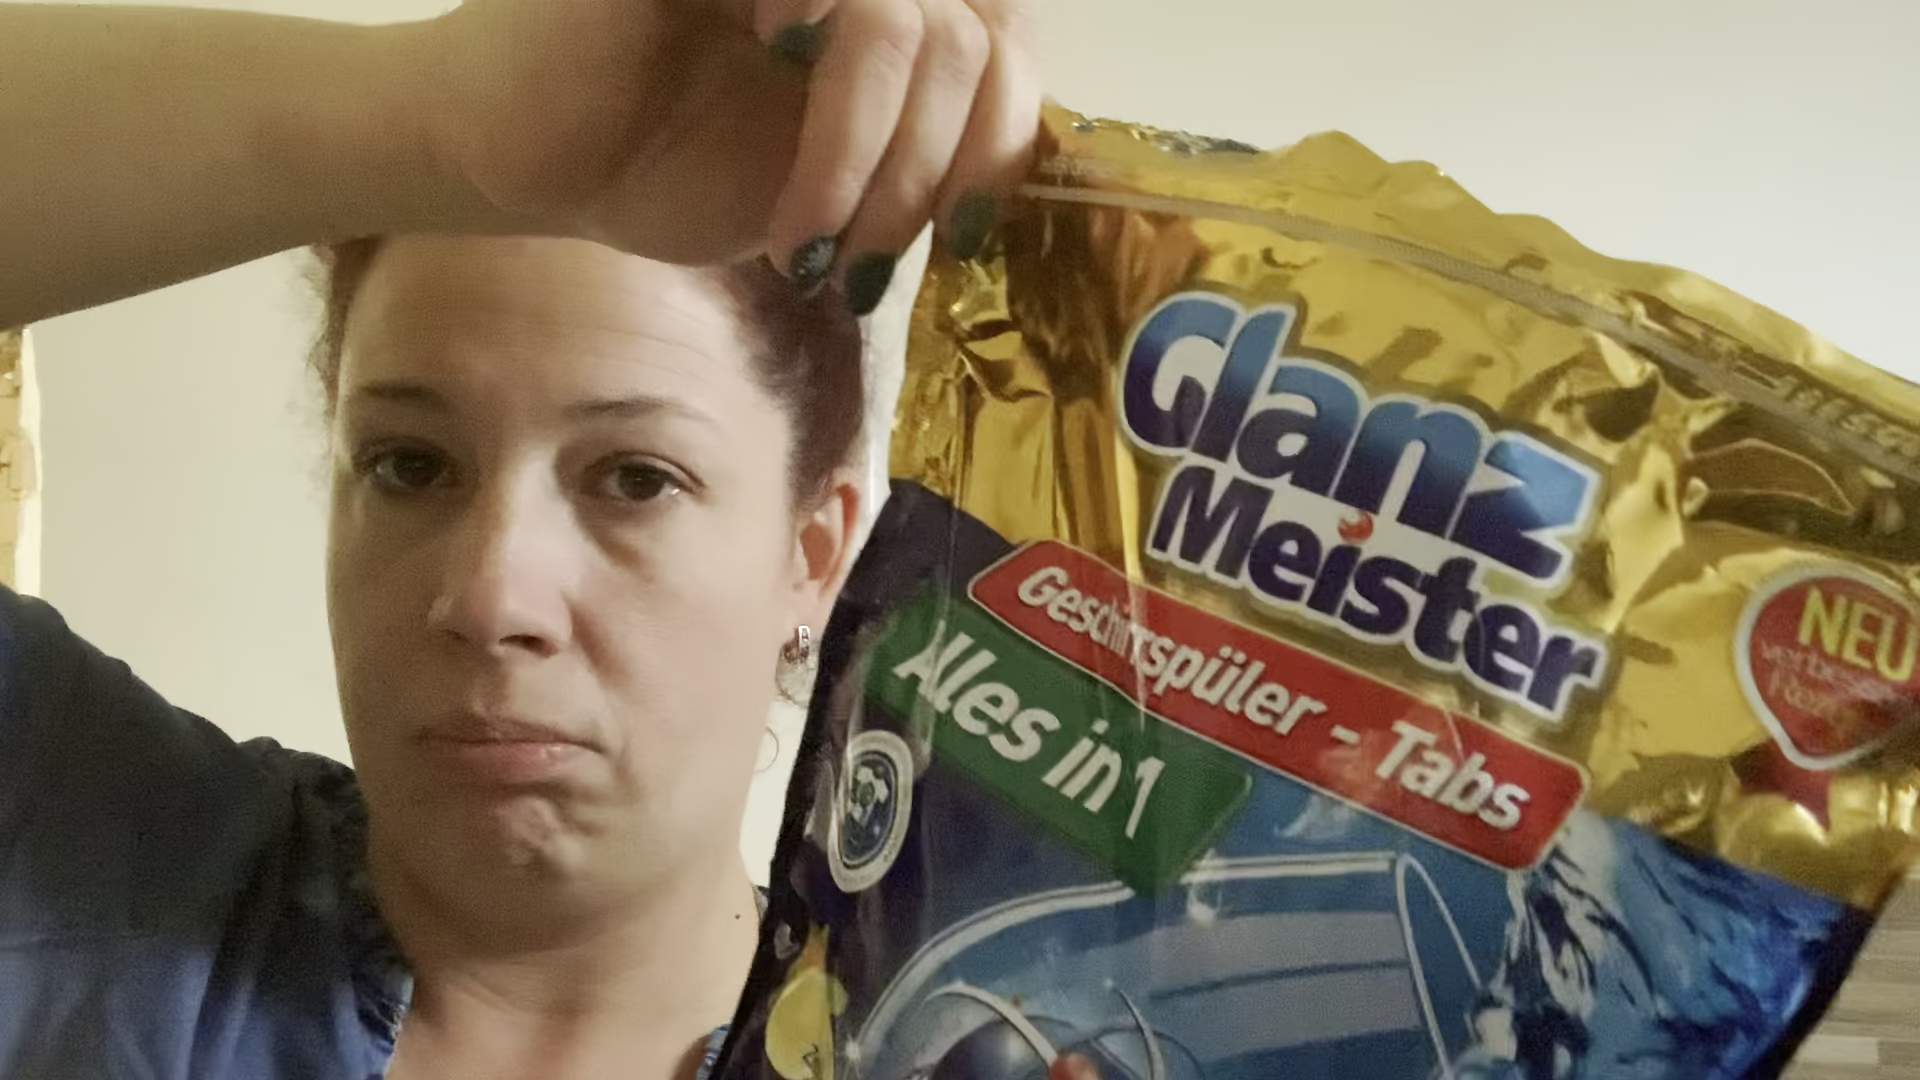 Glanz
Meister
Geschirrspüler - Tabs
Alles in 1
NEU